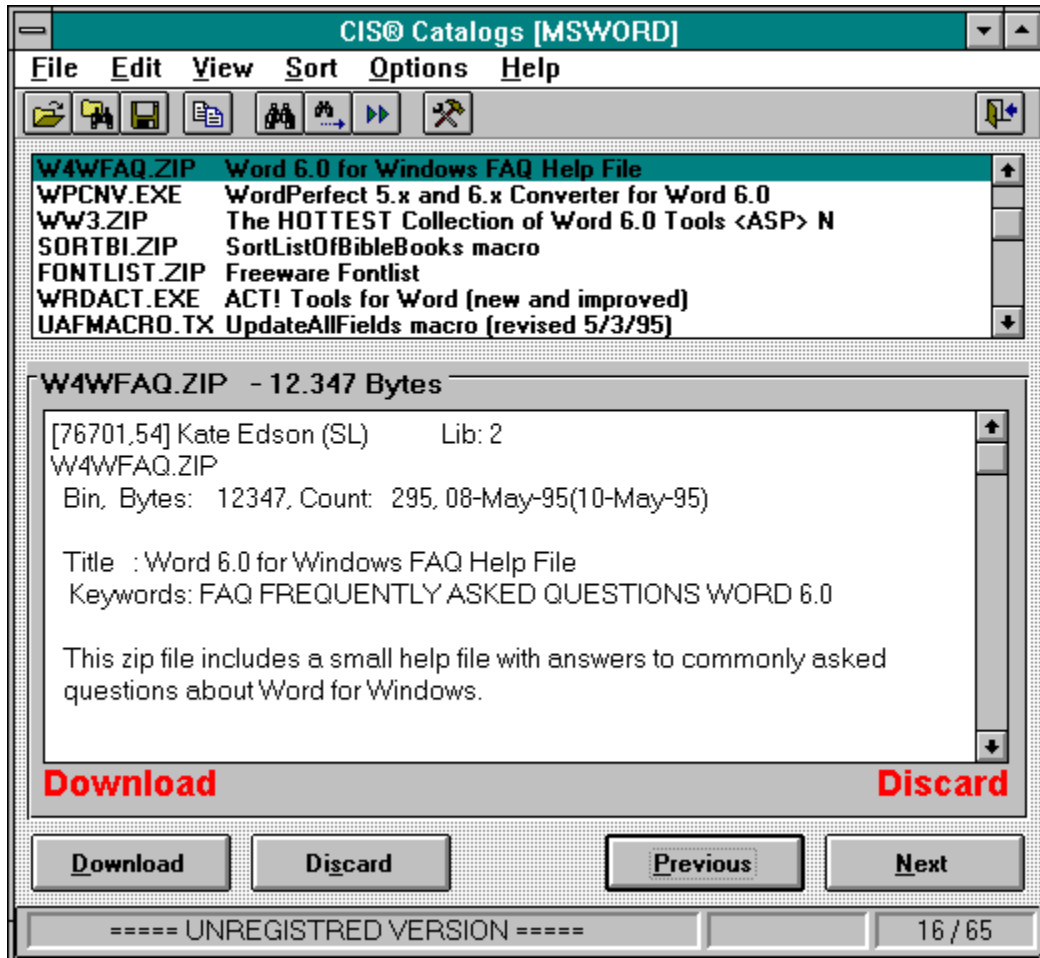 CIS® Catalogs [MSWORD]
File Edit View Sort Options Help
W4WFAQ.ZIP Word 6.0 for Windows FAQ Help File
WPCNV.EXE WordPerfect 5.x and 6.x Converter for Word 6.0
WW3.ZIP The HOTTEST Collection of Word 6.0 Tools <ASP> N
SORTBI.ZIP SortListOfBibleBooks macro
FONTLIST.ZIP Freeware Fontlist
WRDACT.EXE ACT! Tools for Word (new and improved)
UAFMACRO.TX UpdateAllFields macro (revised 5/3/95)
W4WFAQ.ZIP - 12.347 Bytes
[76701,54] Kate Edson (SL) Lib: 2
W4WFAQ.ZIP
Bin, Bytes: 12347, Count: 295, 08-May-95(10-May-95)
Title : Word 6.0 for Windows FAQ Help File
Keywords: FAQ FREQUENTLY ASKED QUESTIONS WORD 6.0
This zip file includes a small help file with answers to commonly asked
questions about Word for Windows.
Download Discard
Download Discard Previous Next
===== UNREGISTRED VERSION ===== 16 / 65